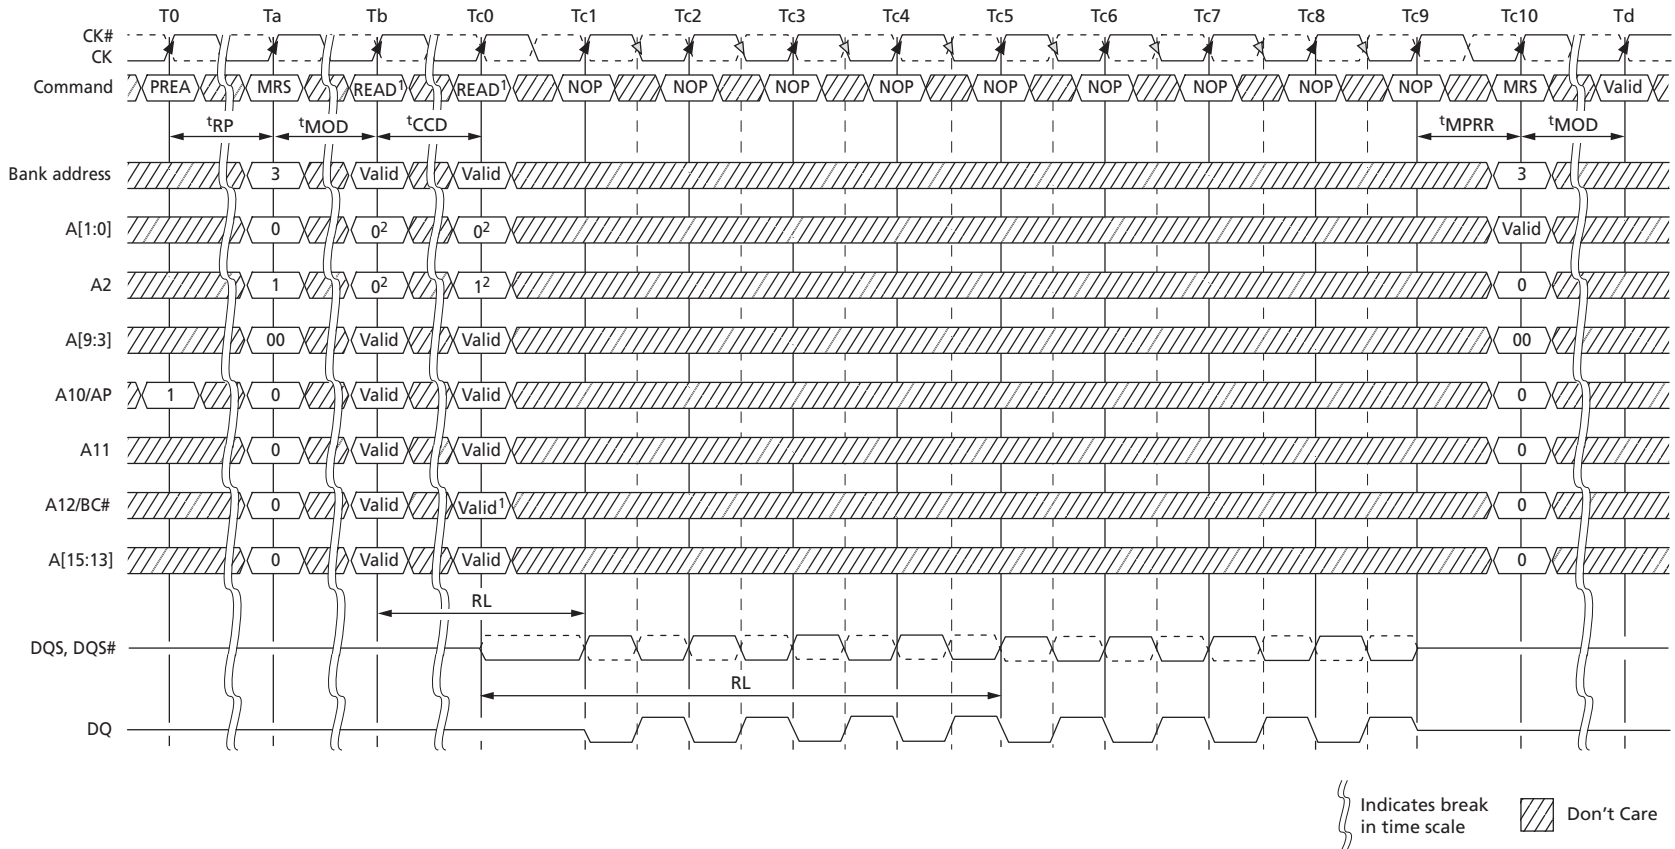 T0 Ta Tb Tc0 Tc1 Tc2 Tc3 Tc4 Tc5 Tc6 Tc7 Tc8 Tc9 Tc10 Td
CK#
CK
Command PREA MRS READ¹ READ¹ NOP NOP NOP NOP NOP NOP NOP NOP NOP MRS Valid
ᵗRP ᵗMOD ᵗCCD ᵗMPRR ᵗMOD
Bank address 3 Valid Valid 3
A[1:0] 0 0² 0² Valid
A2 1 0² 1² 0
A[9:3] 00 Valid Valid 00
A10/AP 1 0 Valid Valid 0
A11 0 Valid Valid 0
A12/BC# 0 Valid Valid¹ 0
A[15:13] 0 Valid Valid 0
RL
DQS, DQS#
RL
DQ
Indicates break
in time scale
Don't Care